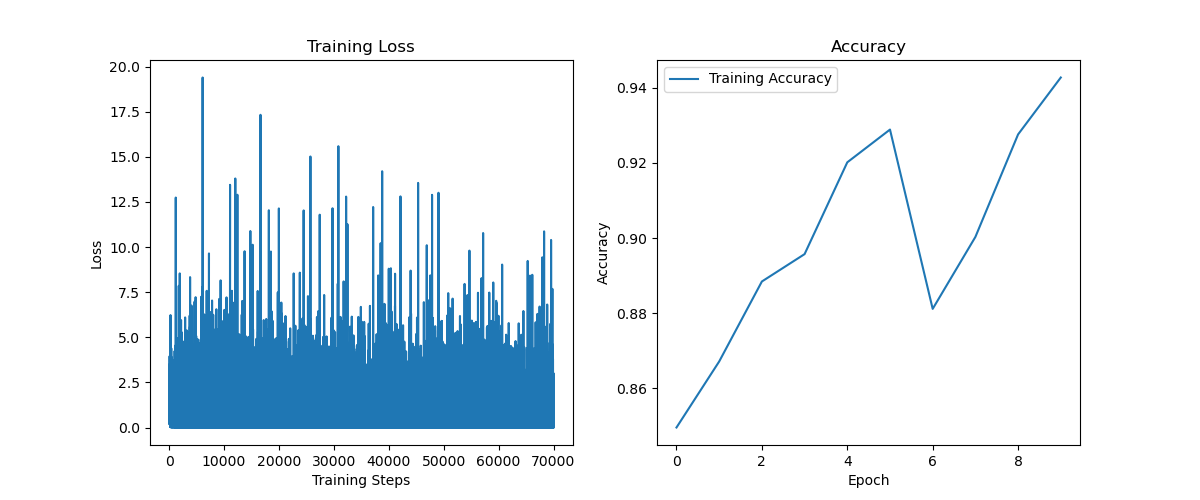 Training Loss
20.0
17.5
15.0
12.5
10.0
7.5
5.0
2.5
0.0
Loss
0 10000 20000 30000 40000 50000 60000 70000
Training Steps
Accuracy
Training Accuracy
0.94
0.92
0.90
0.88
0.86
Accuracy
0 2 4 6 8
Epoch